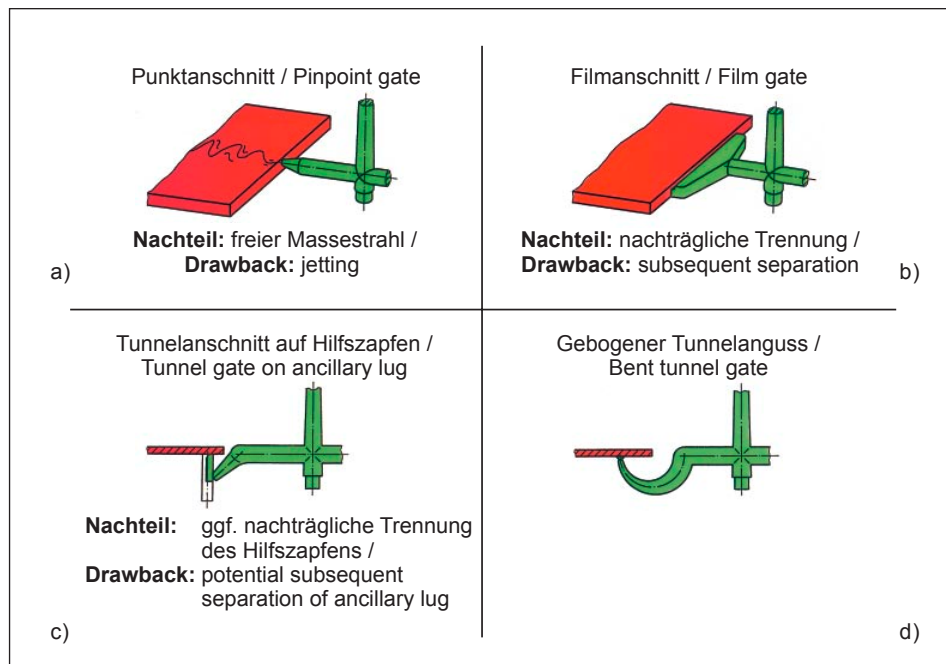 Punktanschnitt / Pinpoint gate
Nachteil: freier Massestrahl /
Drawback: jetting
a)
Filmanschnitt / Film gate
Nachteil: nachträgliche Trennung /
Drawback: subsequent separation
b)
Tunnelanschnitt auf Hilfszapfen /
Tunnel gate on ancillary lug
Nachteil: ggf. nachträgliche Trennung
des Hilfszapfens /
Drawback: potential subsequent
separation of ancillary lug
c)
Gebogener Tunnelanguss /
Bent tunnel gate
d)